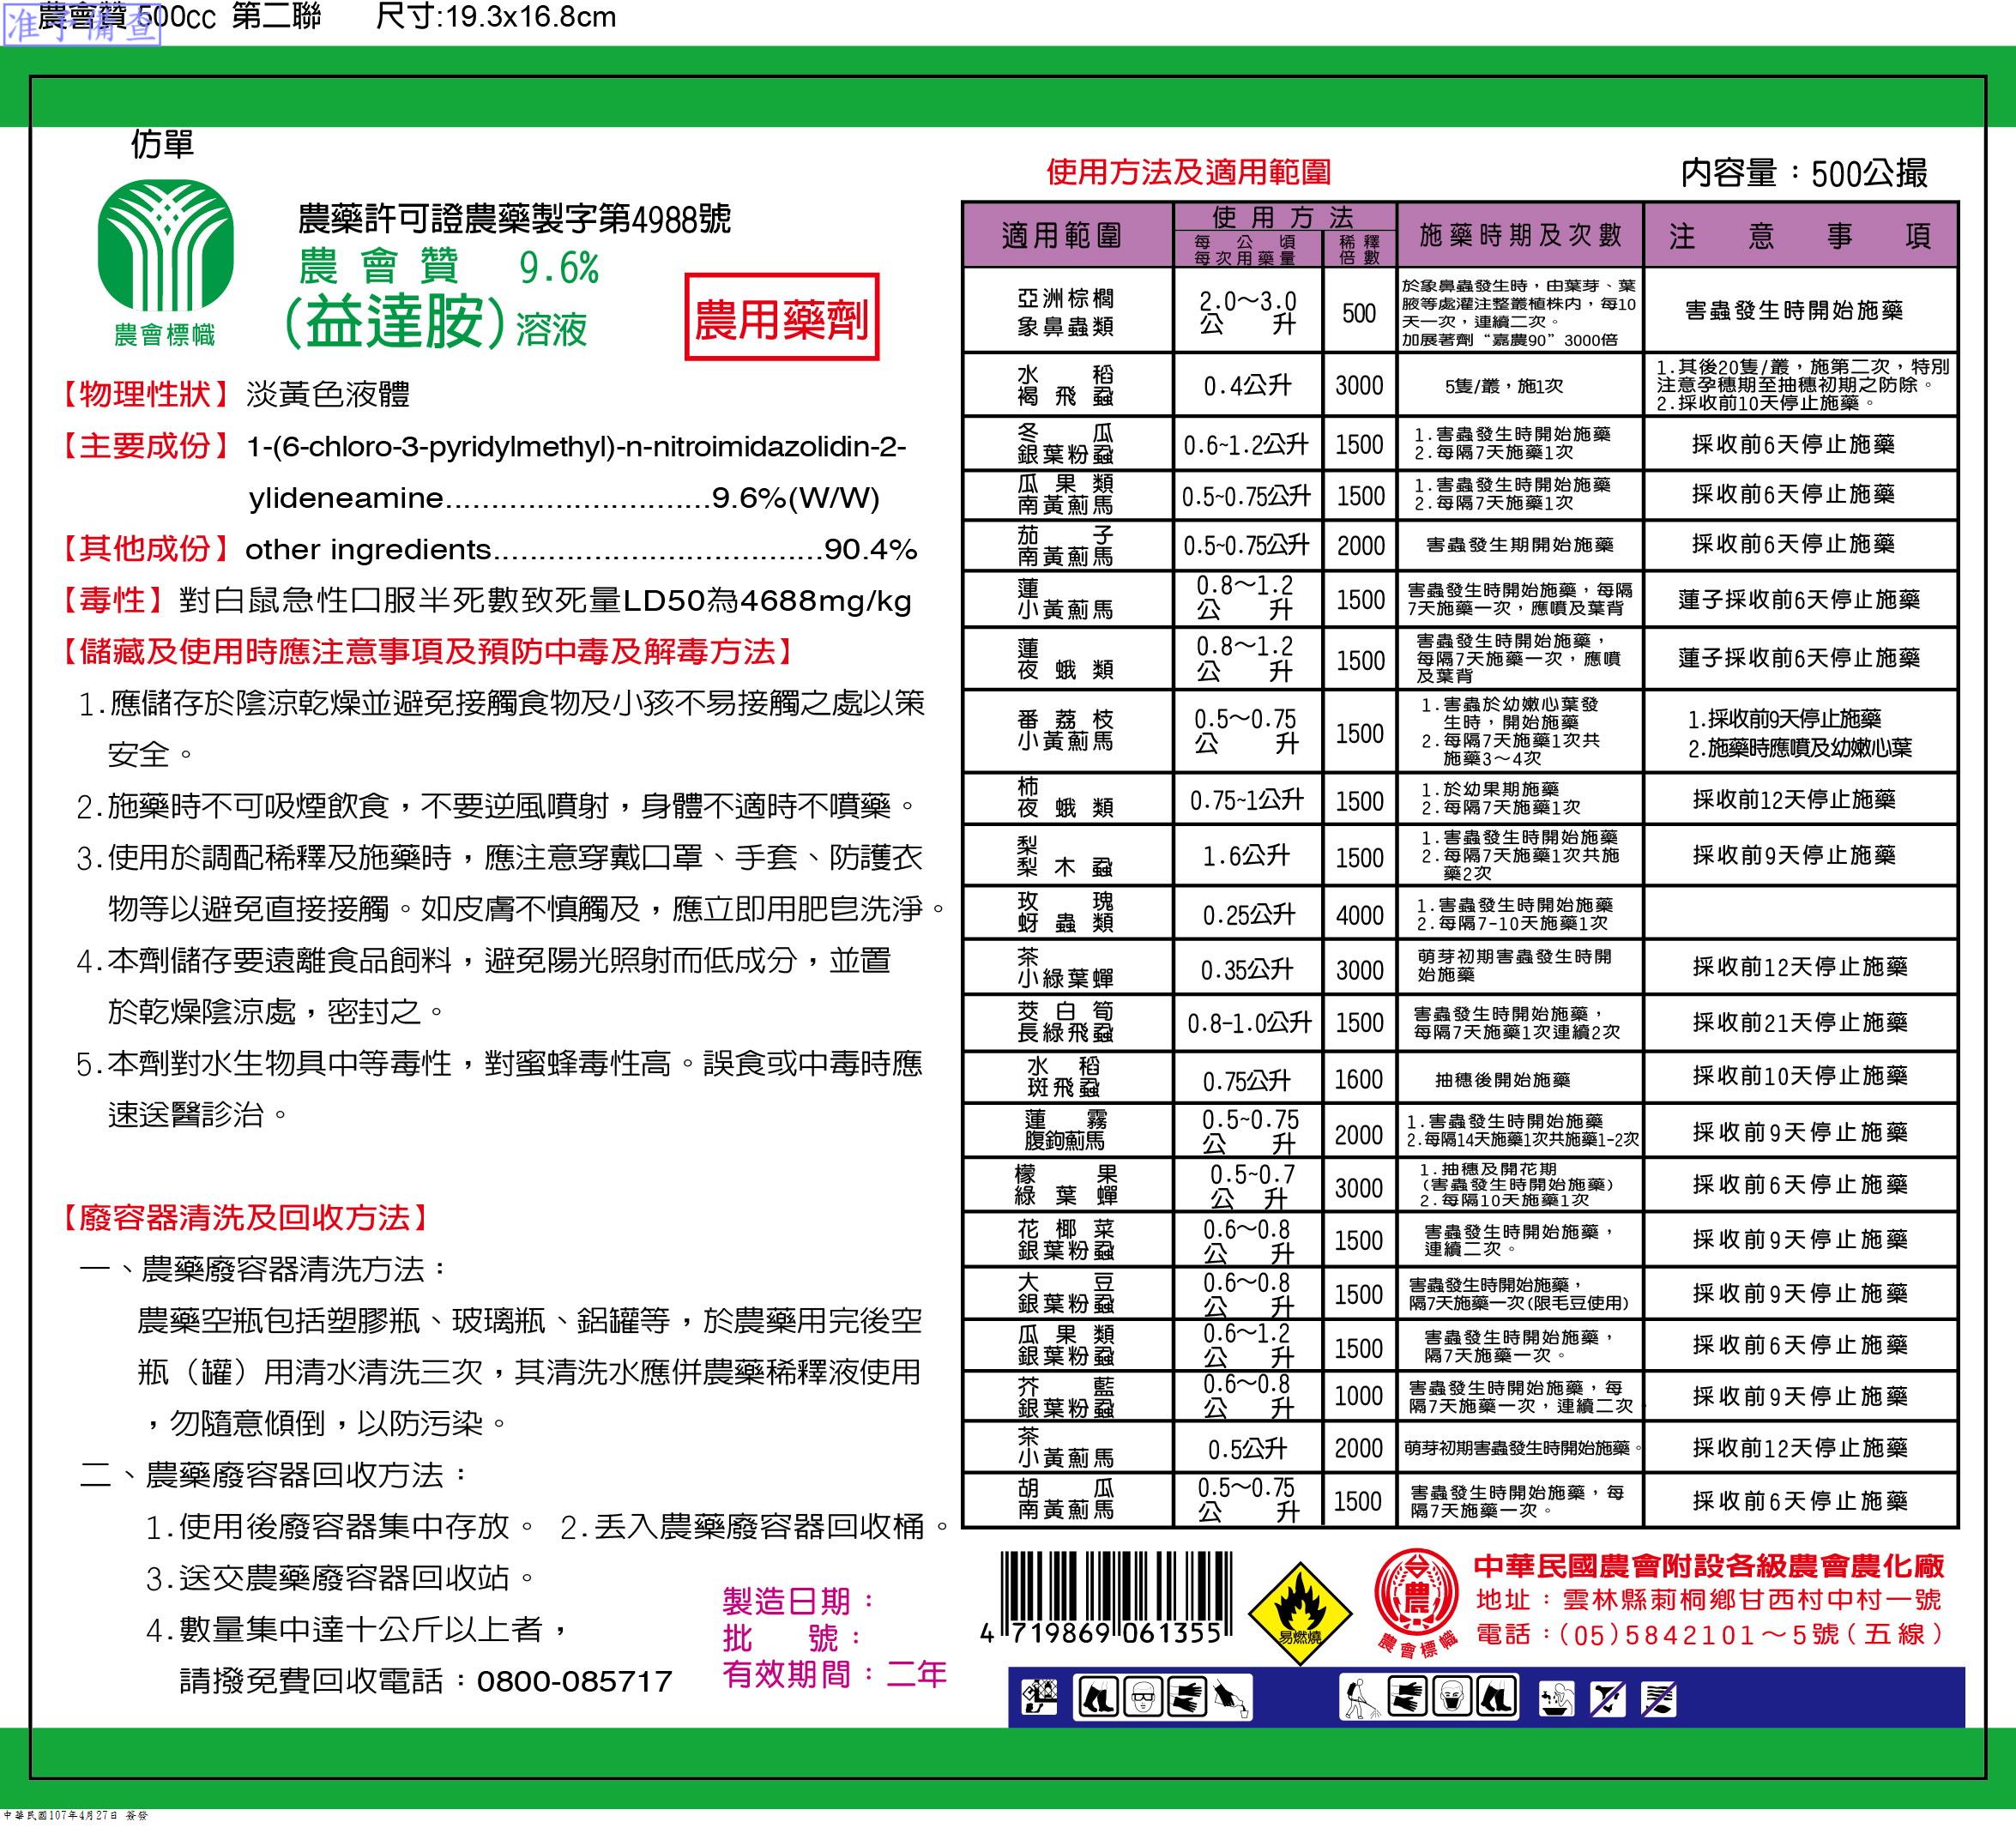 農會贊 500cc 第二聯 尺寸:19.3x16.8cm
准予備查
仿單
農會標幟
農藥許可證農藥製字第4988號
農會贊 9.6%
(益達胺)溶液
農用藥劑
【物理性狀】淡黃色液體
【主要成份】1-(6-chloro-3-pyridylmethyl)-n-nitroimidazolidin-2-
ylideneamine.............................9.6%(W/W)
【其他成份】other ingredients....................................90.4%
【毒性】對白鼠急性口服半死數致死量LD50為4688mg/kg
【儲藏及使用時應注意事項及預防中毒及解毒方法】
1.應儲存於陰涼乾燥並避免接觸食物及小孩不易接觸之處以策
安全。
2.施藥時不可吸煙飲食，不要逆風噴射，身體不適時不噴藥。
3.使用於調配稀釋及施藥時，應注意穿戴口罩、手套、防護衣
物等以避免直接接觸。如皮膚不慎觸及，應立即用肥皂洗淨。
4.本劑儲存要遠離食品飼料，避免陽光照射而低成分，並置
於乾燥陰涼處，密封之。
5.本劑對水生物具中等毒性，對蜜蜂毒性高。誤食或中毒時應
速送醫診治。
【廢容器清洗及回收方法】
一、農藥廢容器清洗方法：
農藥空瓶包括塑膠瓶、玻璃瓶、鋁罐等，於農藥用完後空
瓶（罐）用清水清洗三次，其清洗水應併農藥稀釋液使用
，勿隨意傾倒，以防污染。
二、農藥廢容器回收方法：
1.使用後廢容器集中存放。 2.丟入農藥廢容器回收桶。
3.送交農藥廢容器回收站。
4.數量集中達十公斤以上者，
請撥免費回收電話：0800-085717
製造日期：
批 號：
有效期間：二年
使用方法及適用範圍
內容量：500公撮
適用範圍 使用方法 施藥時期及次數 注意事項
每公頃 稀釋
每次用藥量 倍數
亞洲棕櫚 2.0～3.0 500 於象鼻蟲發生時，由葉芽、葉 害蟲發生時開始施藥
象鼻蟲類 公升 腋等處灌注整叢植株內，每10
天一次，連續二次。
加展著劑“嘉農90”3000倍
水稻 0.4公升 3000 5隻/叢，施1次 1.其後20隻/叢，施第二次，特別
褐飛蝨 注意孕穗期至抽穗初期之防除。
2.採收前10天停止施藥。
冬瓜 0.6~1.2公升 1500 1.害蟲發生時開始施藥 採收前6天停止施藥
銀葉粉蝨 2.每隔7天施藥1次
瓜果類 0.5~0.75公升 1500 1.害蟲發生時開始施藥 採收前6天停止施藥
南黃薊馬 2.每隔7天施藥1次
茄子 0.5~0.75公升 2000 害蟲發生期開始施藥 採收前6天停止施藥
南黃薊馬
蓮 0.8～1.2 1500 害蟲發生時開始施藥，每隔 蓮子採收前6天停止施藥
小黃薊馬 公升 7天施藥一次，應噴及葉背
蓮 0.8～1.2 1500 害蟲發生時開始施藥， 蓮子採收前6天停止施藥
夜蛾類 公升 每隔7天施藥一次，應噴
及葉背
番荔枝 0.5～0.75 1500 1.害蟲於幼嫩心葉發 1.採收前9天停止施藥
小黃薊馬 公升 生時，開始施藥 2.施藥時應噴及幼嫩心葉
2.每隔7天施藥1次共
施藥3～4次
柿 0.75~1公升 1500 1.於幼果期施藥 採收前12天停止施藥
夜蛾類 2.每隔7天施藥1次
梨 1.6公升 1500 1.害蟲發生時開始施藥 採收前9天停止施藥
梨木蝨 2.每隔7天施藥1次共施
藥2次
玫瑰 0.25公升 4000 1.害蟲發生時開始施藥
蚜蟲類 2.每隔7-10天施藥1次
茶 0.35公升 3000 萌芽初期害蟲發生時開 採收前12天停止施藥
小綠葉蟬 始施藥
茭白筍 0.8-1.0公升 1500 害蟲發生時開始施藥， 採收前21天停止施藥
長綠飛蝨 每隔7天施藥1次連續2次
水稻 0.75公升 1600 抽穗後開始施藥 採收前10天停止施藥
斑飛蝨
蓮霧 0.5~0.75 2000 1.害蟲發生時開始施藥 採收前9天停止施藥
腹鉤薊馬 公升 2.每隔14天施藥1次共施藥1-2次
檬果 0.5~0.7 3000 1.抽穗及開花期 採收前6天停止施藥
綠葉蟬 公升 (害蟲發生時開始施藥)
2.每隔10天施藥1次
花椰菜 0.6～0.8 1500 害蟲發生時開始施藥， 採收前9天停止施藥
銀葉粉蝨 公升 連續二次。
大豆 0.6～0.8 1500 害蟲發生時開始施藥， 採收前9天停止施藥
銀葉粉蝨 公升 隔7天施藥一次(限毛豆使用)
瓜果類 0.6～1.2 1500 害蟲發生時開始施藥， 採收前6天停止施藥
銀葉粉蝨 公升 隔7天施藥一次。
芥藍 0.6～0.8 1000 害蟲發生時開始施藥，每 採收前9天停止施藥
銀葉粉蝨 公升 隔7天施藥一次，連續二次
茶 0.5公升 2000 萌芽初期害蟲發生時開始施藥。 採收前12天停止施藥
小黃薊馬
胡瓜 0.5～0.75 1500 害蟲發生時開始施藥，每 採收前6天停止施藥
南黃薊馬 公升 隔7天施藥一次。
4 719869 061355
易燃燒
農
農會標幟
中華民國農會附設各級農會農化廠
地址：雲林縣莿桐鄉甘西村中村一號
電話：(05)5842101～5號(五線)
中華民國107年4月27日 簽發